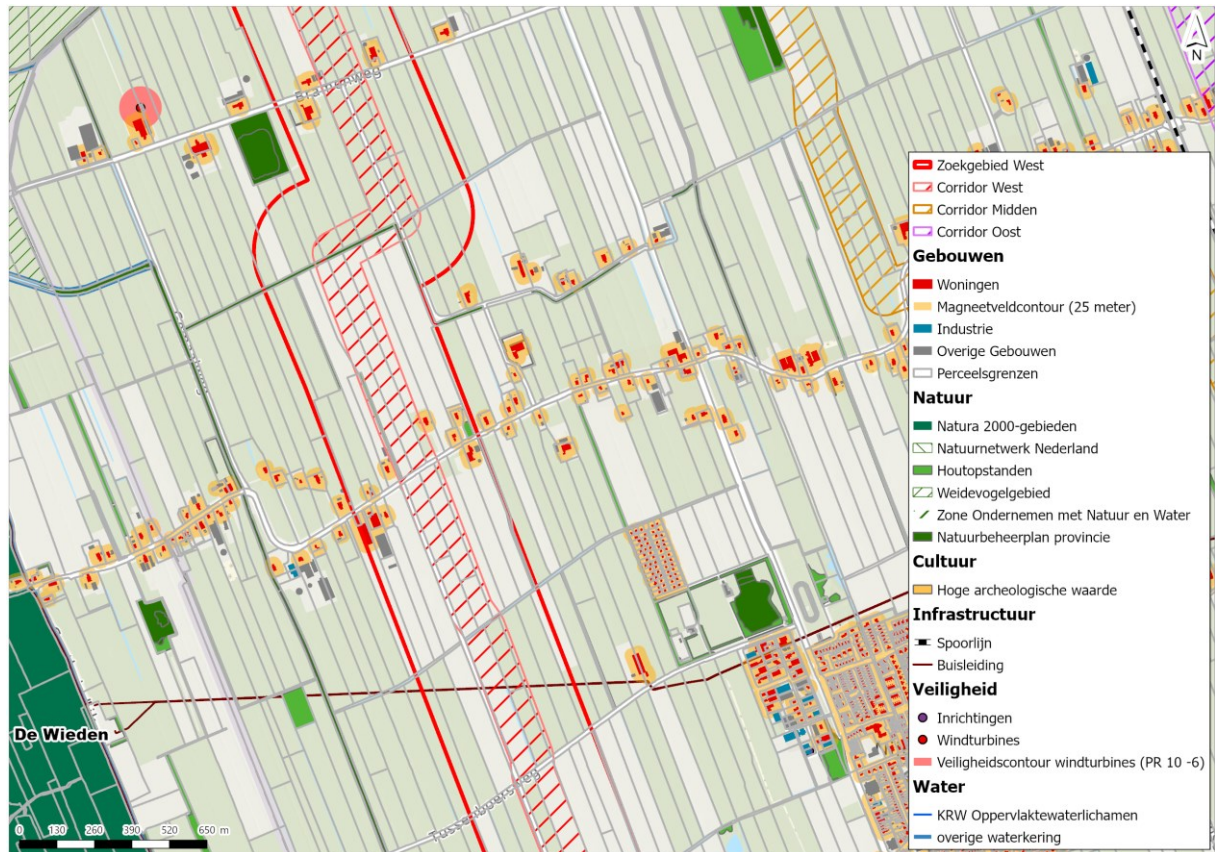 N
Zoekgebied West
Corridor West
Corridor Midden
Corridor Oost
Gebouwen
Woningen
Magneetveldcontour (25 meter)
Industrie
Overige Gebouwen
Perceelsgrenzen
Natuur
Natura 2000-gebieden
Natuurnetwerk Nederland
Houtopstanden
Weidevogelgebied
Zone Ondernemen met Natuur en Water
Natuurbeheerplan provincie
Cultuur
Hoge archeologische waarde
Infrastructuur
Spoorlijn
Buisleiding
Veiligheid
Inrichtingen
Windturbines
Veiligheidscontour windturbines (PR 10 -6)
Water
KRW Oppervlaktewaterlichamen
overige waterkering
De Wieden
0 130 260 390 520 650 m